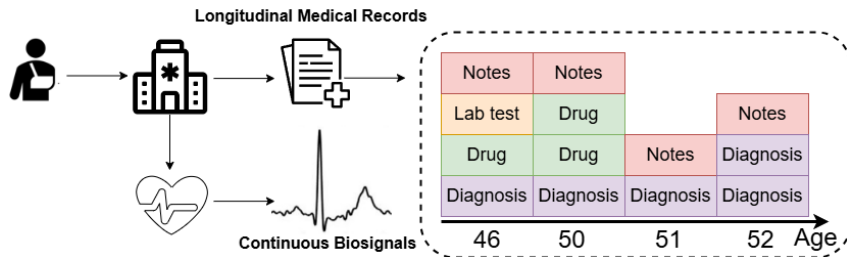 Longitudinal Medical Records
Notes Notes
Lab test Drug Notes
Drug Drug Notes Diagnosis
Diagnosis Diagnosis Diagnosis Diagnosis
46 50 51 52 Age
Continuous Biosignals